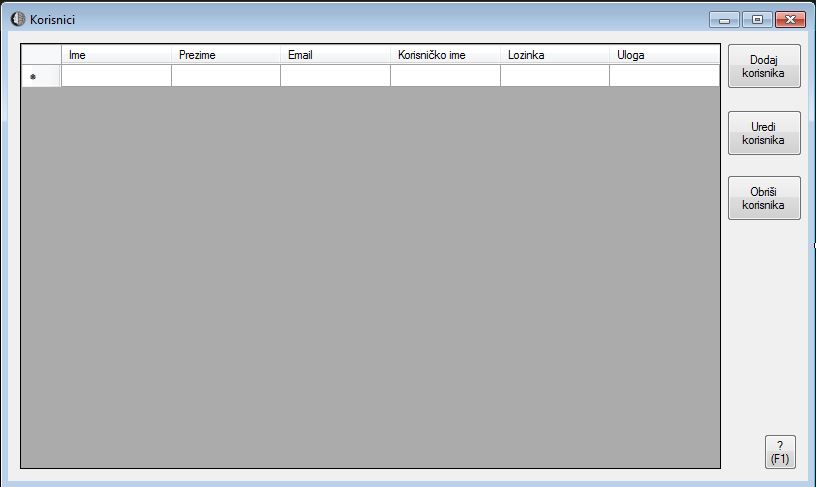 Korisnici
Ime Prezime Email Korisničko ime Lozinka Uloga
*
Dodaj
korisnika
Uredi
korisnika
Obriši
korisnika
?
(F1)